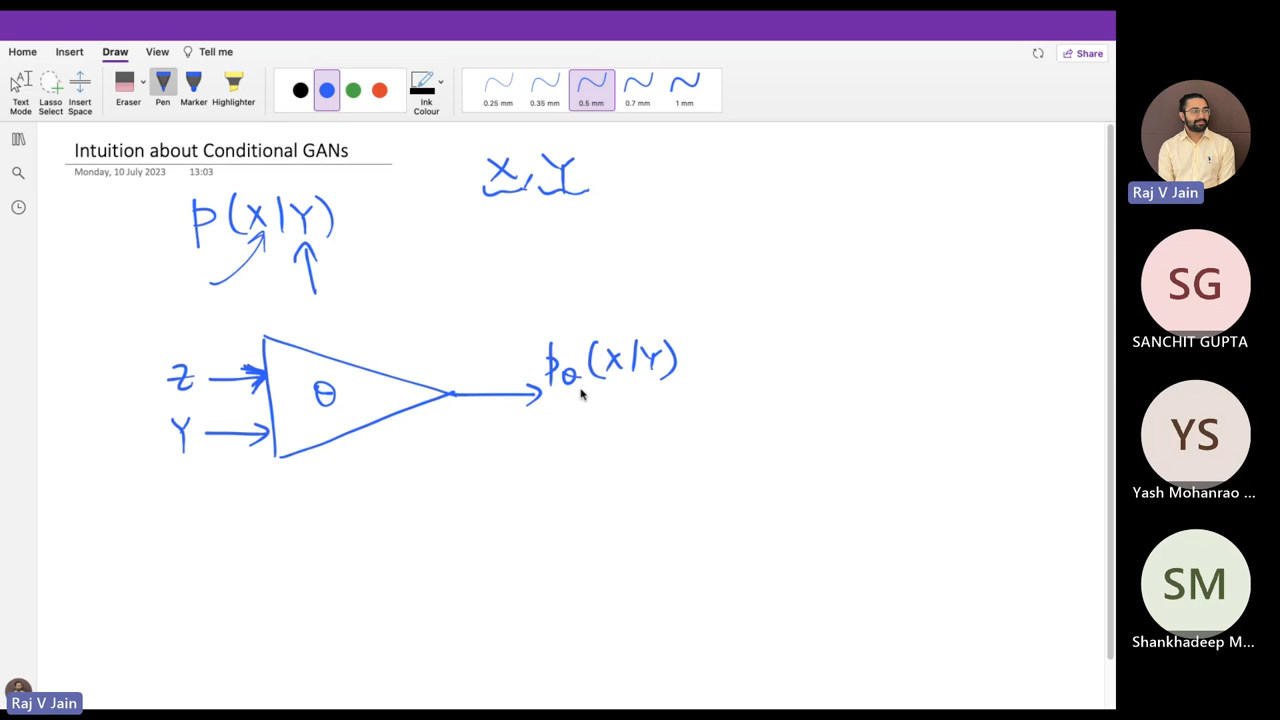 Home Insert Draw View Tell me
Share
Text Mode
Lasso Select
Insert Space
Eraser
Pen
Marker
Highlighter
Ink Colour
0.25 mm
0.35 mm
0.5 mm
0.7 mm
1 mm
Intuition about Conditional GANs
Monday, 10 July 2023 13:03
X, Y
p(X|Y)
Z
θ
pθ(X|Y)
Y
Raj V Jain
SG
SANCHIT GUPTA
YS
Yash Mohanrao ...
SM
Shankhadeep M...
Raj V Jain